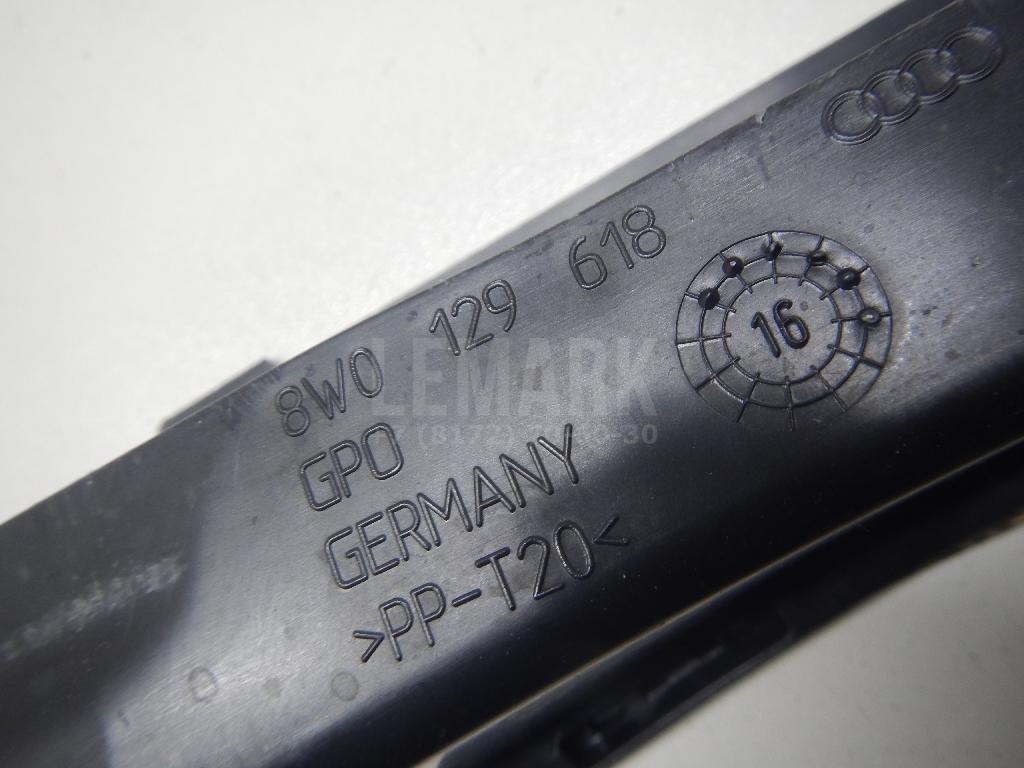 8W0 129 618
GPO
GERMANY
>PP-T20<
16
LEMARK